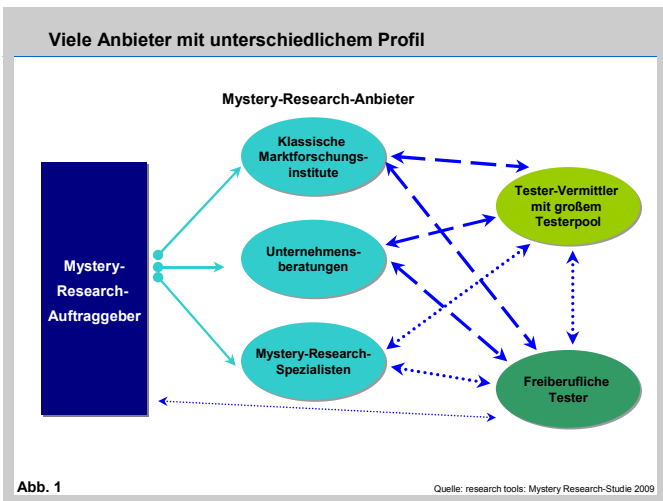 Viele Anbieter mit unterschiedlichem Profil
Mystery-Research-Anbieter
Mystery-
Research-
Auftraggeber
Klassische
Marktforschungs-
institute
Unternehmens-
beratungen
Mystery-Research-
Spezialisten
Tester-Vermittler
mit großem
Testerpool
Freiberufliche
Tester
Abb. 1
Quelle: research tools: Mystery Research-Studie 2009